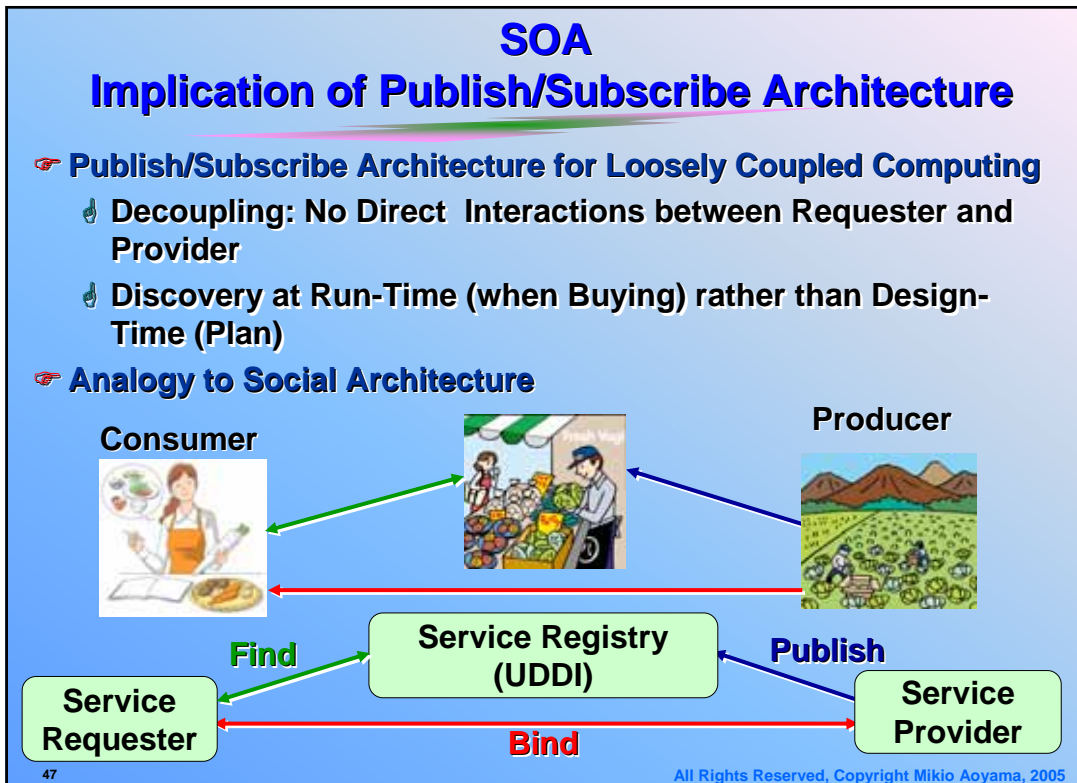 SOA
Implication of Publish/Subscribe Architecture
Publish/Subscribe Architecture for Loosely Coupled Computing
Decoupling: No Direct Interactions between Requester and
Provider
Discovery at Run-Time (when Buying) rather than Design-
Time (Plan)
Analogy to Social Architecture
Consumer
Producer
Service Registry
(UDDI)
Find
Publish
Service
Requester
Service
Provider
Bind
47
All Rights Reserved, Copyright Mikio Aoyama, 2005